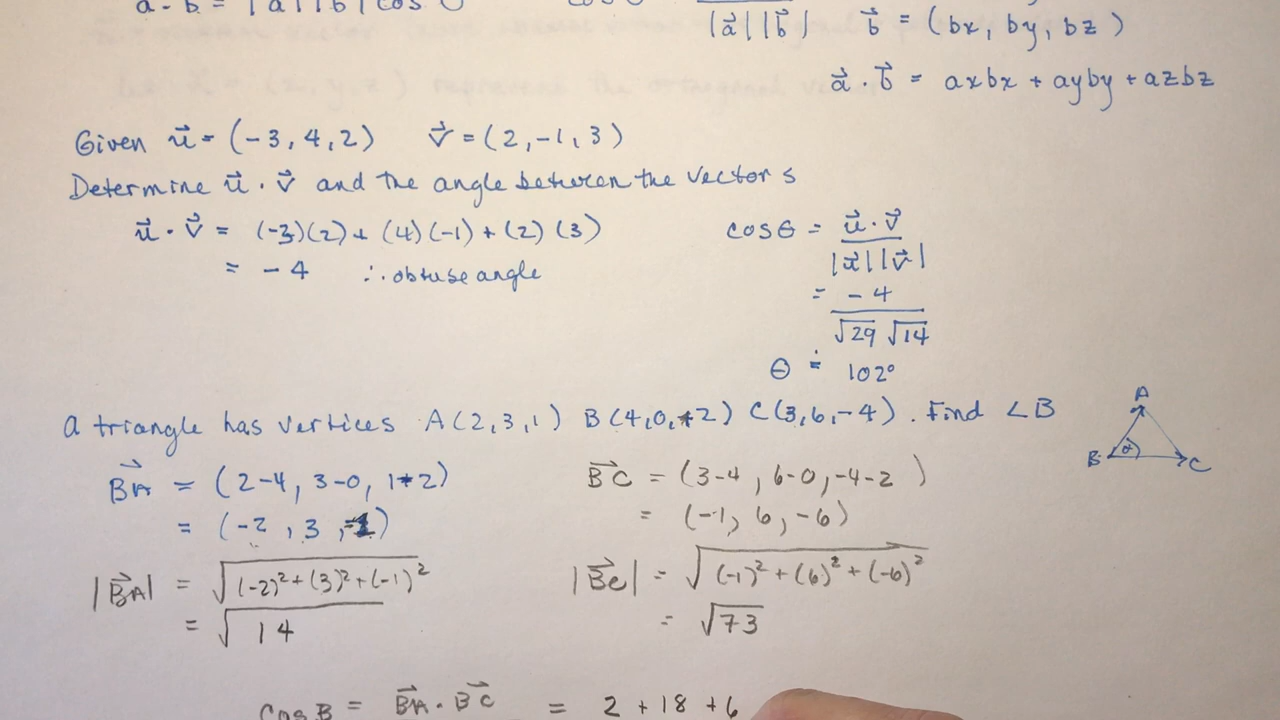 a⃗ · b⃗ = |a⃗||b⃗| cos θ    cos θ
|a⃗||b⃗|    b⃗ = (bx, by, bz)
a⃗ · b⃗ = axbx + ayby + azbz
Given u⃗ = (-3, 4, 2)    v⃗ = (2, -1, 3)
Determine u⃗ · v⃗ and the angle between the vectors
u⃗ · v⃗ = (-3)(2) + (4)(-1) + (2)(3)    cos θ = u⃗ · v⃗
|u⃗||v⃗|
= -4    ∴ obtuse angle    = -4
√29 √14
θ ≐ 102°
A triangle has vertices A(2,3,1) B(4,0,2) C(3,6,-4). Find ∠B
A
B    C
BA⃗ = (2-4, 3-0, 1-2)    BC⃗ = (3-4, 6-0, -4-2)
= (-2, 3, -1)    = (-1, 6, -6)
|BA⃗| = √(-2)² + (3)² + (-1)²    |BC⃗| = √(-1)² + (6)² + (-6)²
= √14    = √73
cos B = BA⃗ · BC⃗ = 2 + 18 + 6